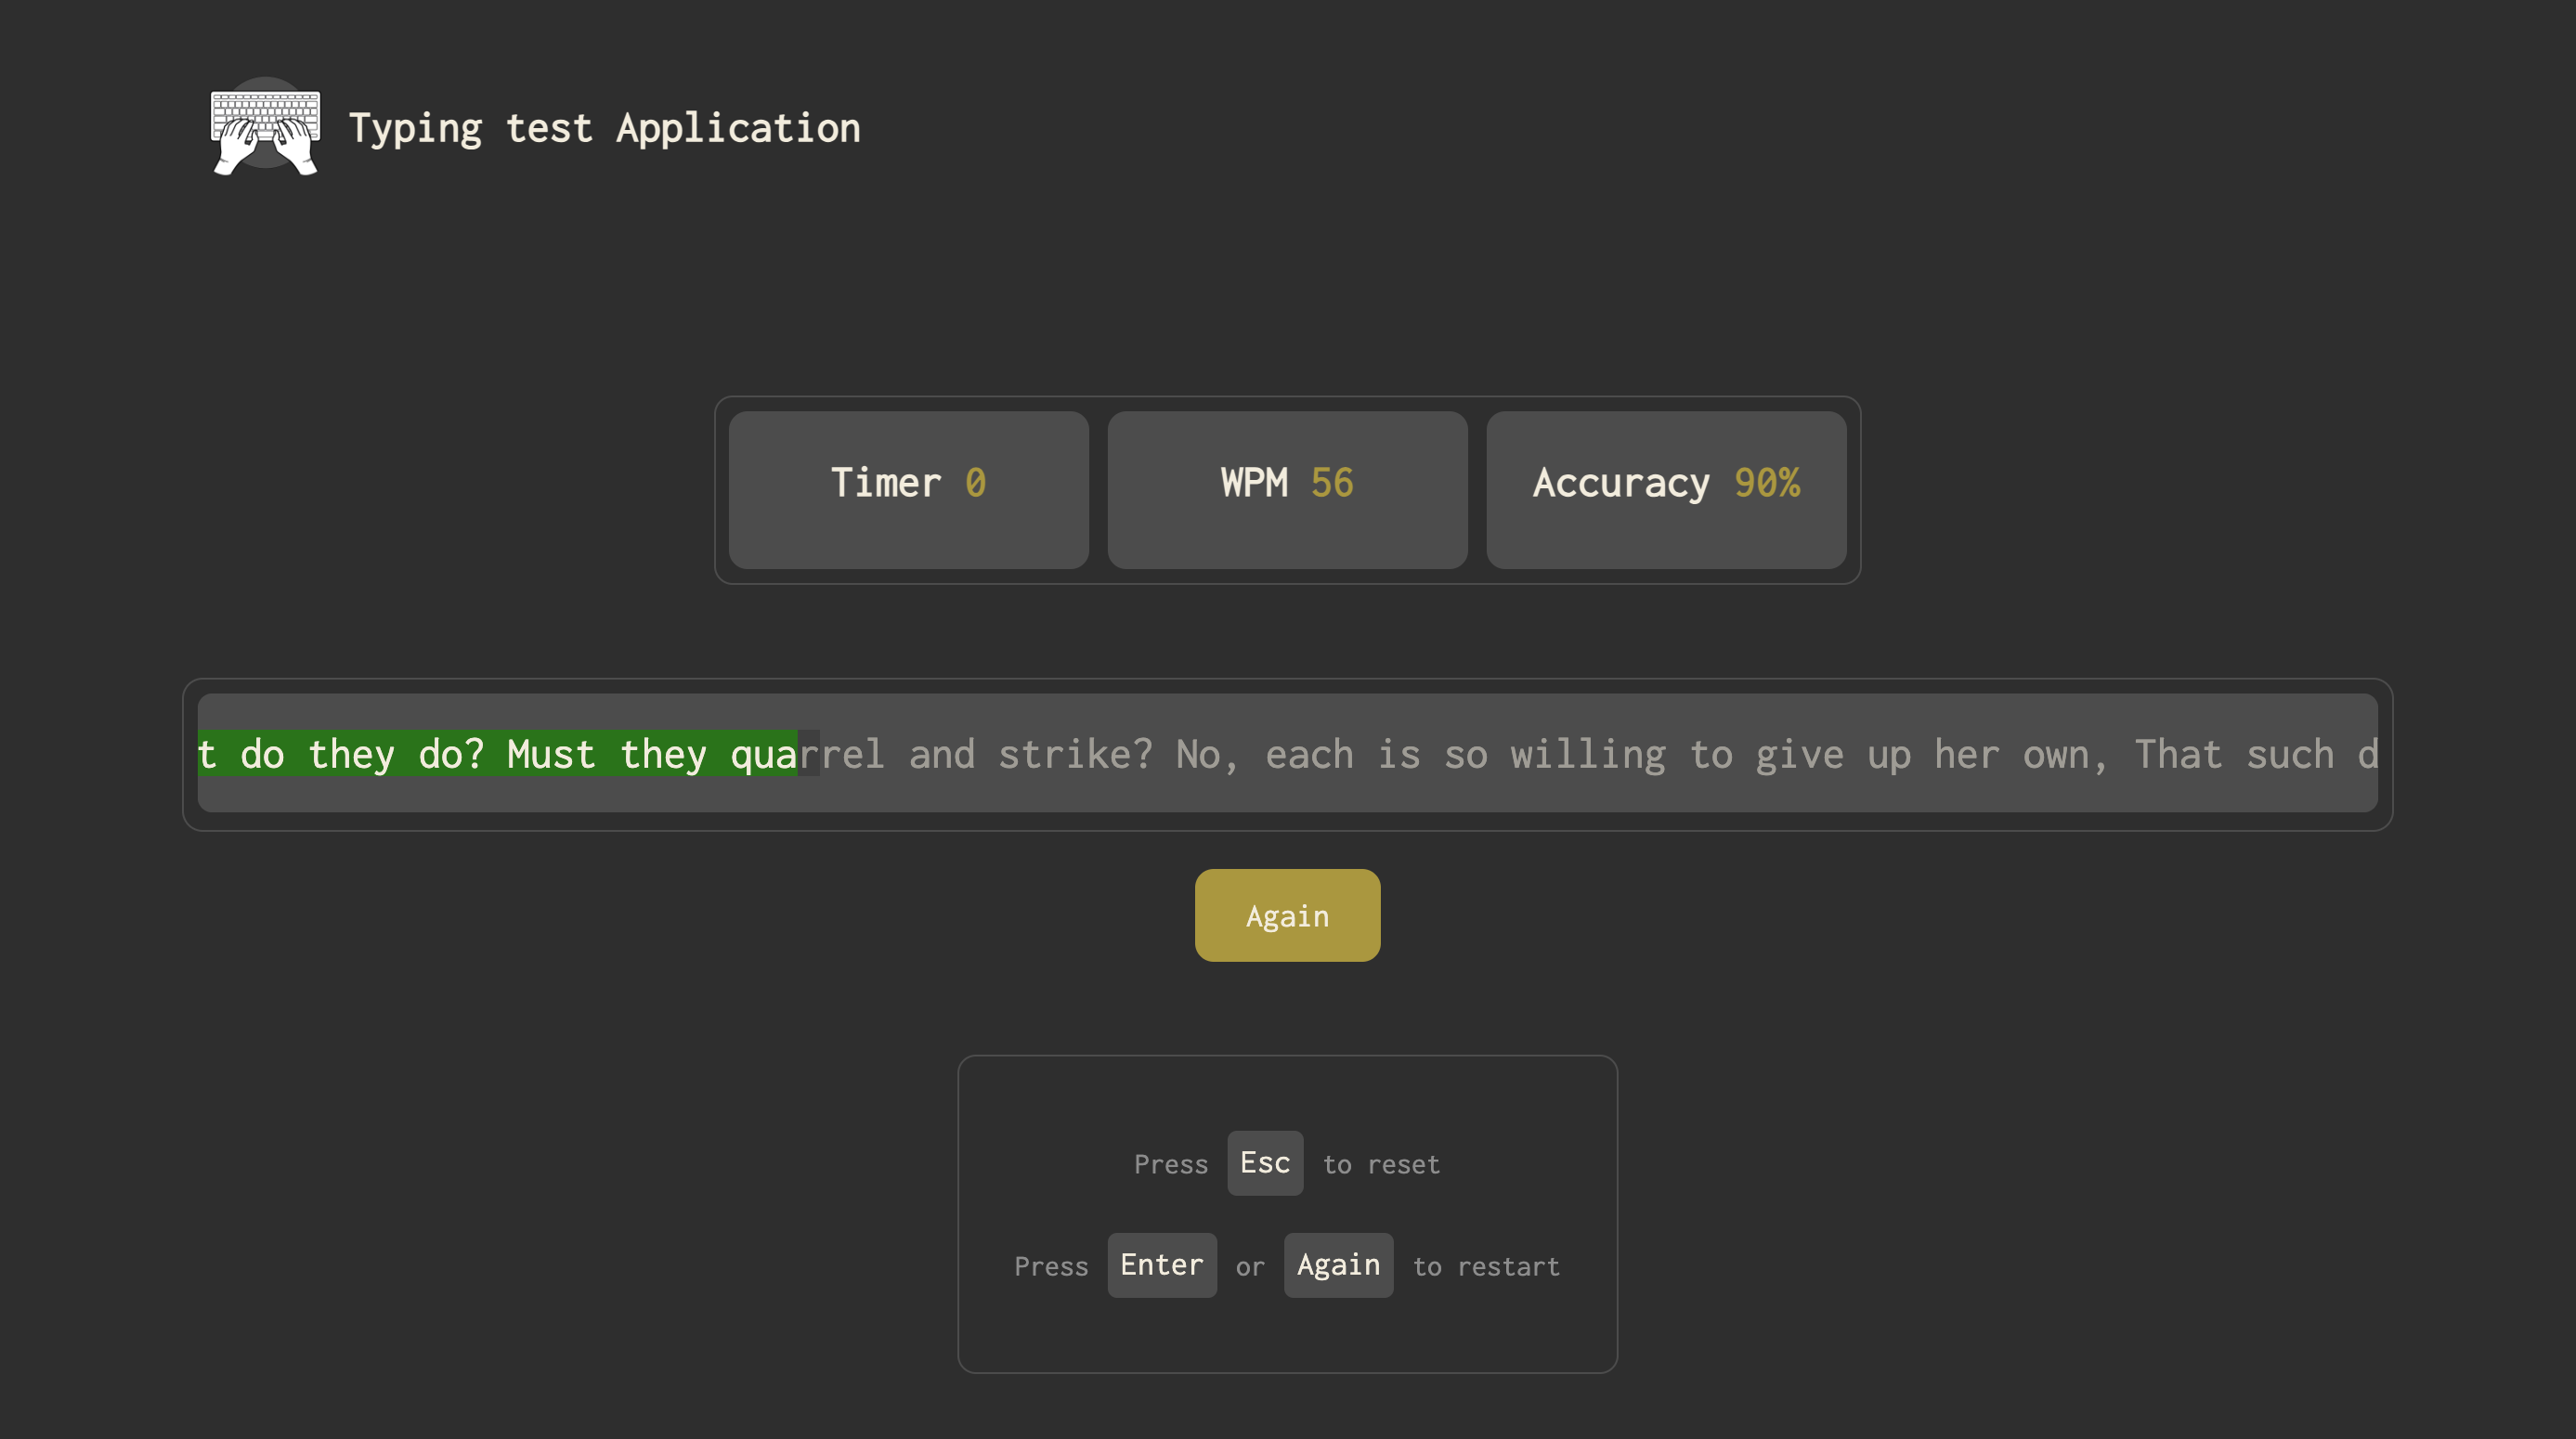 Typing test Application
Timer 0
WPM 56
Accuracy 90%
t do they do? Must they quarrel and strike? No, each is so willing to give up her own, That such d
Again
Press Esc to reset
Press Enter or Again to restart